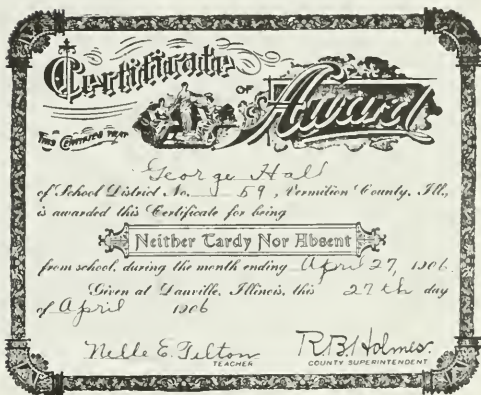 Certificate
OF
Award
THIS CERTIFIES THAT
George Hall
of School District No. 59, Vermilion County, Ill.,
is awarded this Certificate for being
Neither Tardy Nor Absent
from school, during the month ending April 27, 1906.
Given at Danville, Illinois, this 27th day
of April 1906
Nelle E. Filton
TEACHER
R.B. Holmes.
COUNTY SUPERINTENDENT